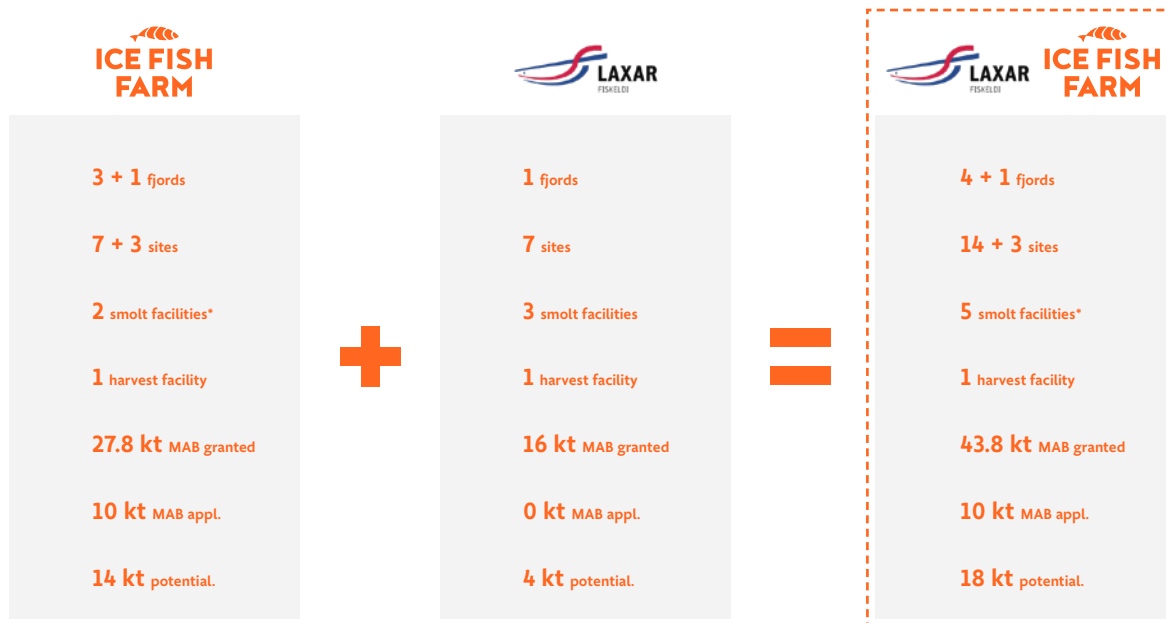 ICE FISH
FARM
3 + 1 fjords
7 + 3 sites
2 smolt facilities*
1 harvest facility
27.8 kt MAB granted
10 kt MAB appl.
14 kt potential.
LAXAR
FISKELDI
1 fjords
7 sites
3 smolt facilities
1 harvest facility
16 kt MAB granted
0 kt MAB appl.
4 kt potential.
LAXAR
FISKELDI
ICE FISH
FARM
4 + 1 fjords
14 + 3 sites
5 smolt facilities*
1 harvest facility
43.8 kt MAB granted
10 kt MAB appl.
18 kt potential.